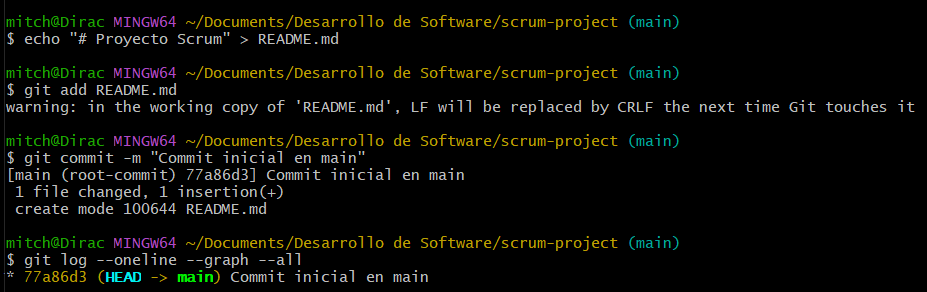 mitch@Dirac MINGW64 ~/Documents/Desarrollo de Software/scrum-project (main)
$ echo "# Proyecto Scrum" > README.md
mitch@Dirac MINGW64 ~/Documents/Desarrollo de Software/scrum-project (main)
$ git add README.md
warning: in the working copy of 'README.md', LF will be replaced by CRLF the next time Git touches it
mitch@Dirac MINGW64 ~/Documents/Desarrollo de Software/scrum-project (main)
$ git commit -m "Commit inicial en main"
[main (root-commit) 77a86d3] Commit inicial en main
 1 file changed, 1 insertion(+)
 create mode 100644 README.md
mitch@Dirac MINGW64 ~/Documents/Desarrollo de Software/scrum-project (main)
$ git log --oneline --graph --all
* 77a86d3 (HEAD -> main) Commit inicial en main